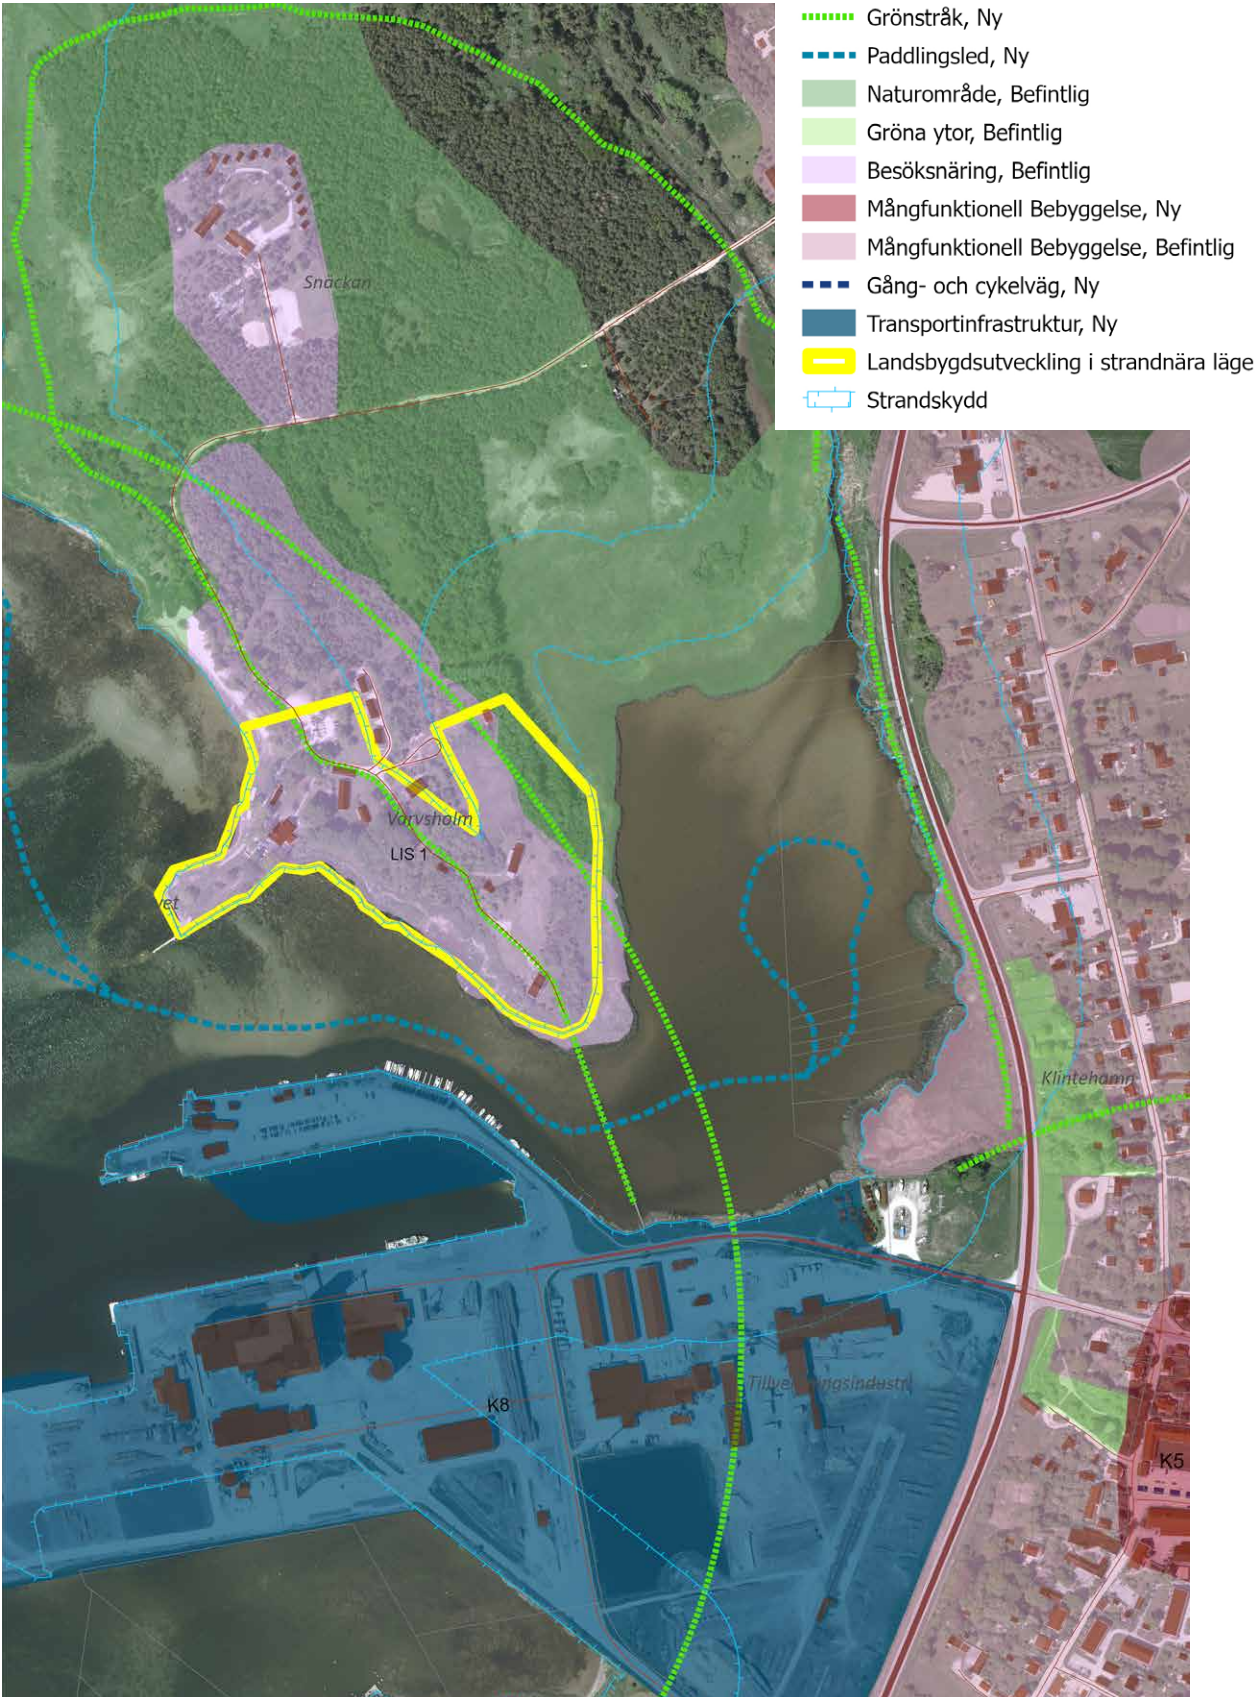 Grönstråk, Ny
Paddlingsled, Ny
Naturområde, Befintlig
Gröna ytor, Befintlig
Besöksnäring, Befintlig
Mångfunktionell Bebyggelse, Ny
Mångfunktionell Bebyggelse, Befintlig
Gång- och cykelväg, Ny
Transportinfrastruktur, Ny
Landsbygdsutveckling i strandnära läge
Strandskydd
Snäckan
Varvsholm
LIS 1
vet
Klintehamn
K8
K5